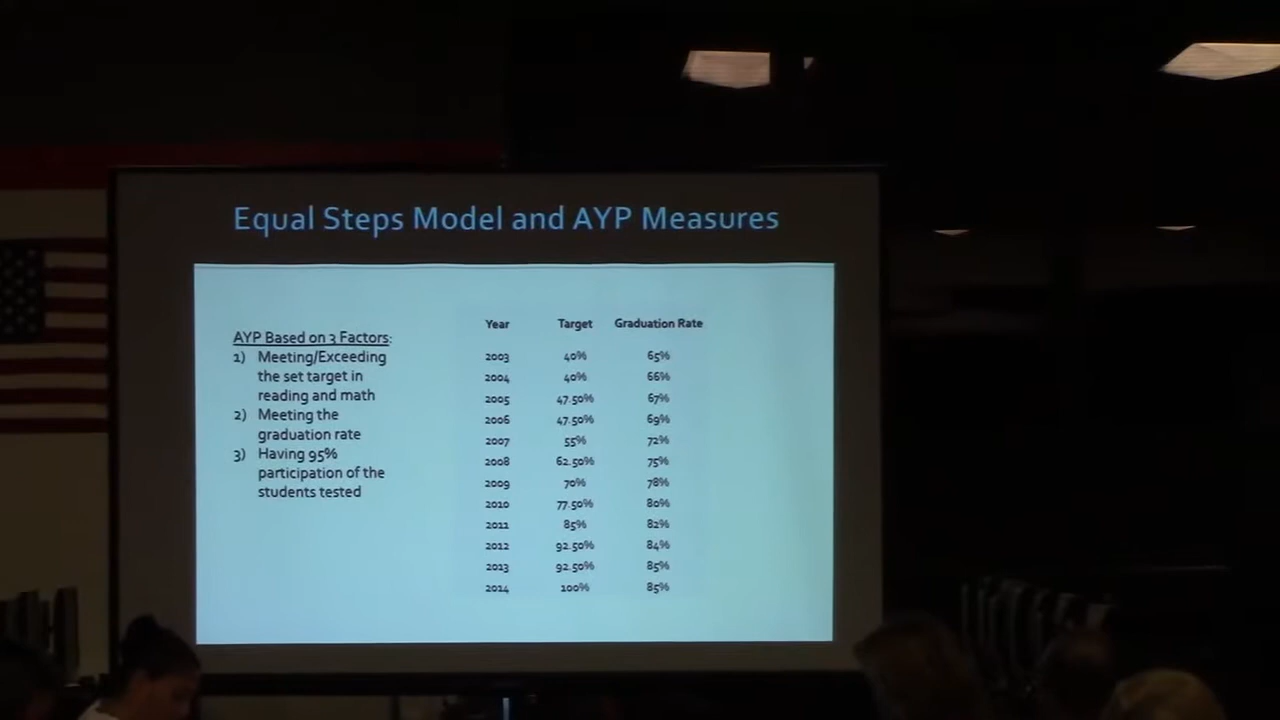 Equal Steps Model and AYP Measures
AYP Based on 3 Factors:
1) Meeting/Exceeding
the set target in
reading and math
2) Meeting the
graduation rate
3) Having 95%
participation of the
students tested
Year Target Graduation Rate
2003 40% 65%
2004 40% 66%
2005 47.50% 67%
2006 47.50% 69%
2007 55% 72%
2008 62.50% 75%
2009 70% 78%
2010 77.50% 80%
2011 85% 82%
2012 92.50% 84%
2013 92.50% 85%
2014 100% 85%